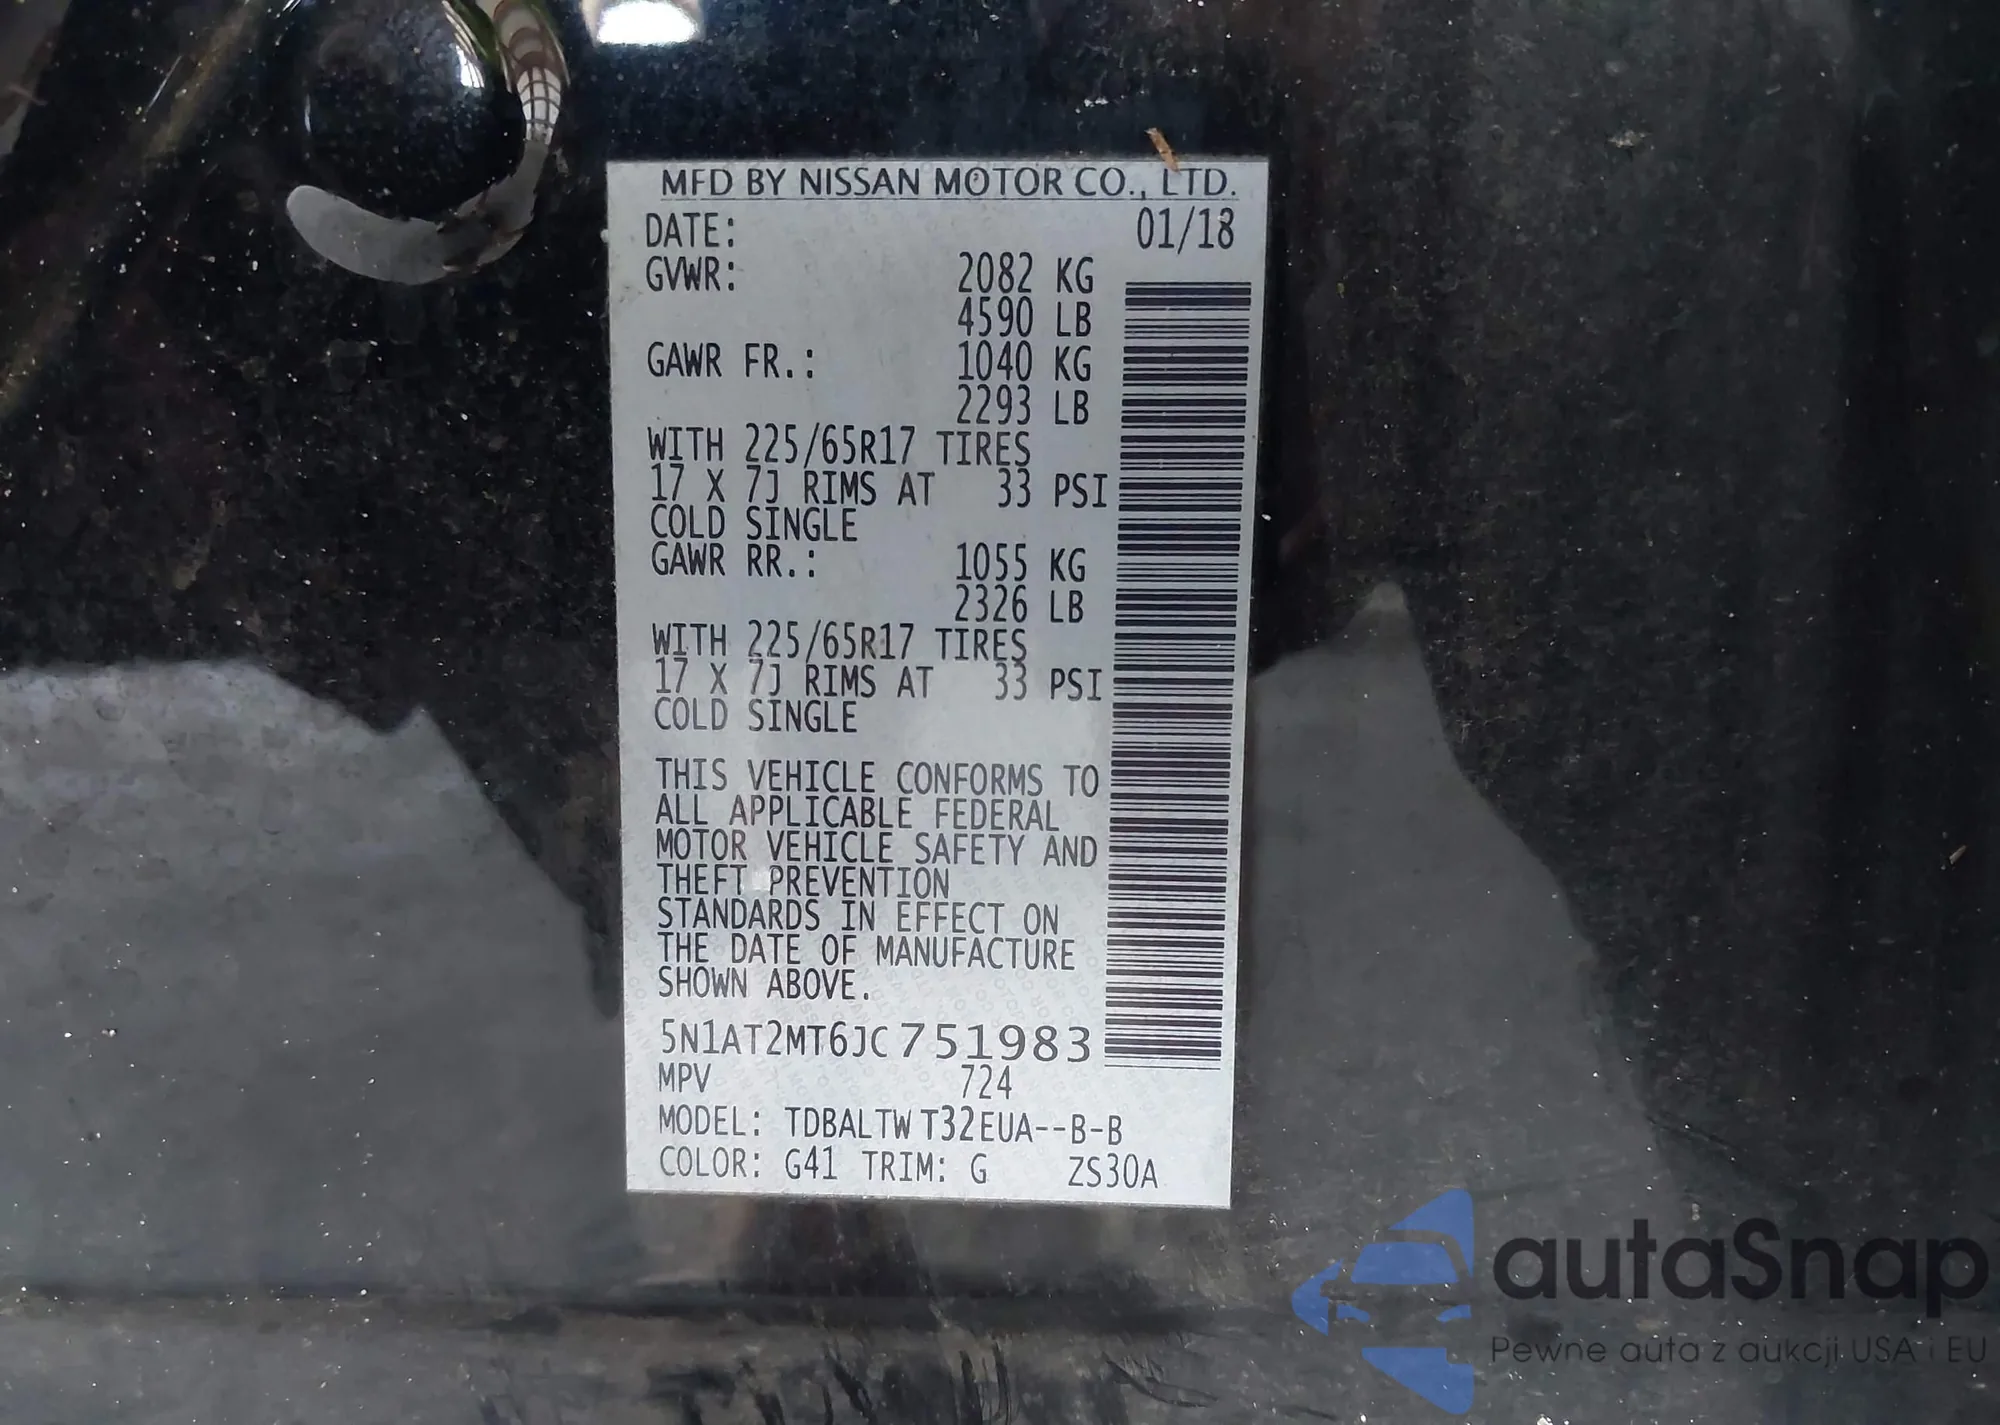 MFD BY NISSAN MOTOR CO., LTD.
DATE: 01/18
GVWR: 2082 KG
4590 LB
GAWR FR.: 1040 KG
2293 LB
WITH 225/65R17 TIRES
17 X 7J RIMS AT 33 PSI
COLD SINGLE
GAWR RR.: 1055 KG
2326 LB
WITH 225/65R17 TIRES
17 X 7J RIMS AT 33 PSI
COLD SINGLE
THIS VEHICLE CONFORMS TO
ALL APPLICABLE FEDERAL
MOTOR VEHICLE SAFETY AND
THEFT PREVENTION
STANDARDS IN EFFECT ON
THE DATE OF MANUFACTURE
SHOWN ABOVE.
5N1AT2MT6JC751983
MPV 724
MODEL: TDBALTWT32EUA--B-B
COLOR: G41 TRIM: G ZS30A
autaSnap
Pewne auta z aukcji USA i EU